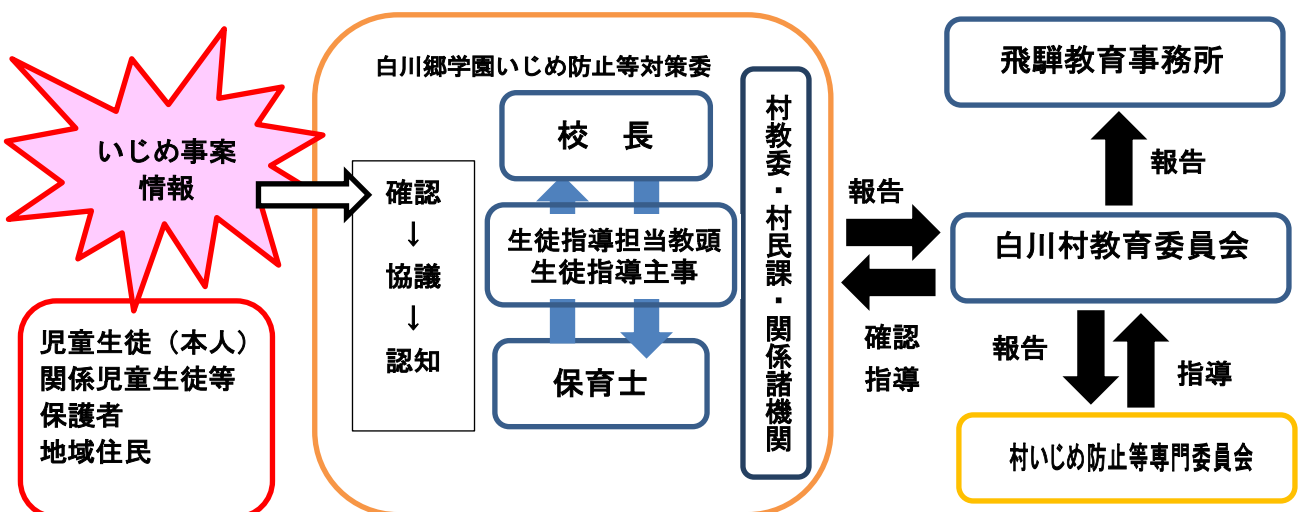 いじめ事案
情報
児童生徒（本人）
関係児童生徒等
保護者
地域住民
白川郷学園いじめ防止等対策委
確認
↓
協議
↓
認知
校　長
生徒指導担当教頭
生徒指導主事
保育士
村教委・村民課・関係諸機関
報告
確認
指導
飛騨教育事務所
報告
白川村教育委員会
報告
指導
村いじめ防止等専門委員会